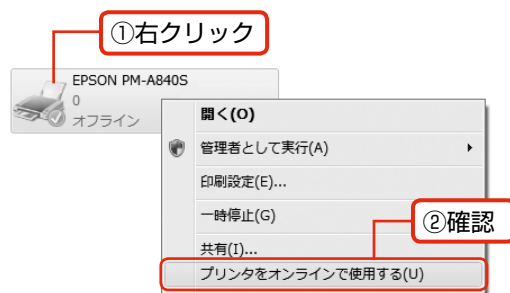 ①右クリック
EPSON PM-A840S
0
オフライン
開く(O)
管理者として実行(A)
印刷設定(E)...
一時停止(G)
②確認
共有(I)...
プリンタをオンラインで使用する(U)